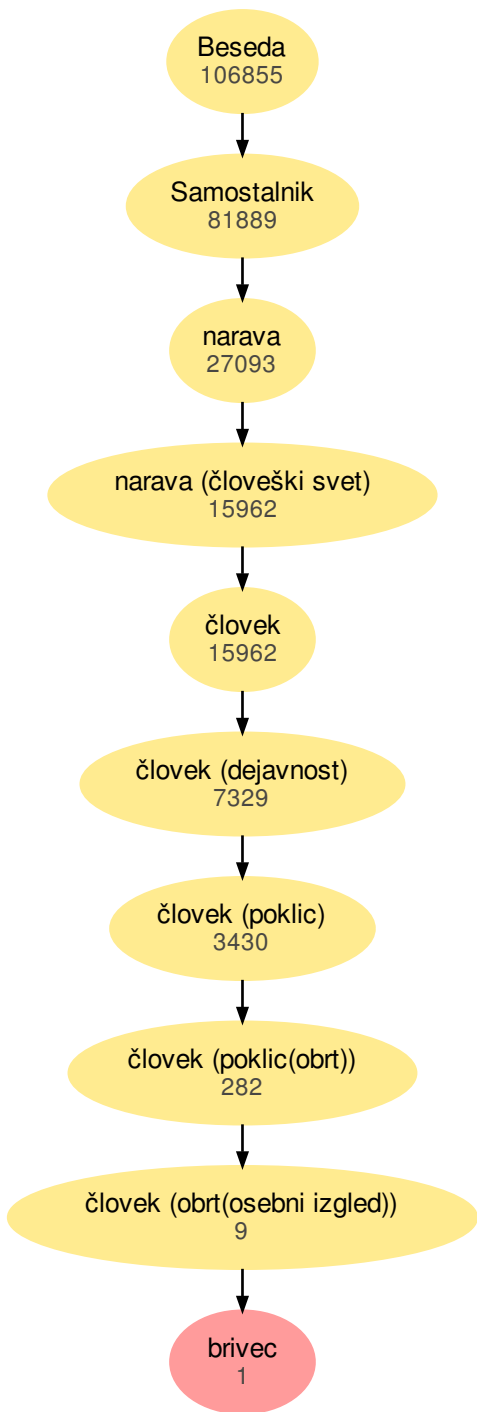 Beseda
106855
Samostalnik
81889
narava
27093
narava (človeški svet)
15962
človek
15962
človek (dejavnost)
7329
človek (poklic)
3430
človek (poklic(obrt))
282
človek (obrt(osebni izgled))
9
brivec
1